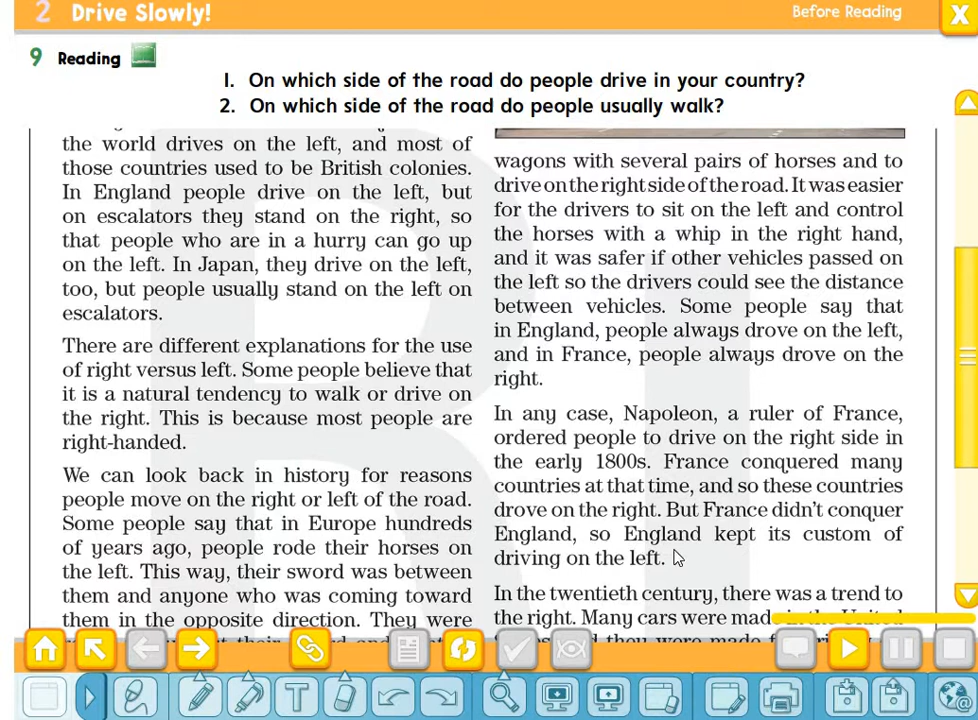 2 Drive Slowly!
Before Reading
X
9 Reading
1. On which side of the road do people drive in your country?
2. On which side of the road do people usually walk?
the world drives on the left, and most of
those countries used to be British colonies.
In England people drive on the left, but
on escalators they stand on the right, so
that people who are in a hurry can go up
on the left. In Japan, they drive on the left,
too, but people usually stand on the left on
escalators.
There are different explanations for the use
of right versus left. Some people believe that
it is a natural tendency to walk or drive on
the right. This is because most people are
right-handed.
We can look back in history for reasons
people move on the right or left of the road.
Some people say that in Europe hundreds
of years ago, people rode their horses on
the left. This way, their sword was between
them and anyone who was coming toward
them in the opposite direction. They were
wagons with several pairs of horses and to
drive on the right side of the road. It was easier
for the drivers to sit on the left and control
the horses with a whip in the right hand,
and it was safer if other vehicles passed on
the left so the drivers could see the distance
between vehicles. Some people say that
in England, people always drove on the left,
and in France, people always drove on the
right.
In any case, Napoleon, a ruler of France,
ordered people to drive on the right side in
the early 1800s. France conquered many
countries at that time, and so these countries
drove on the right. But France didn't conquer
England, so England kept its custom of
driving on the left.
In the twentieth century, there was a trend to
the right. Many cars were made in the United
they were made
T